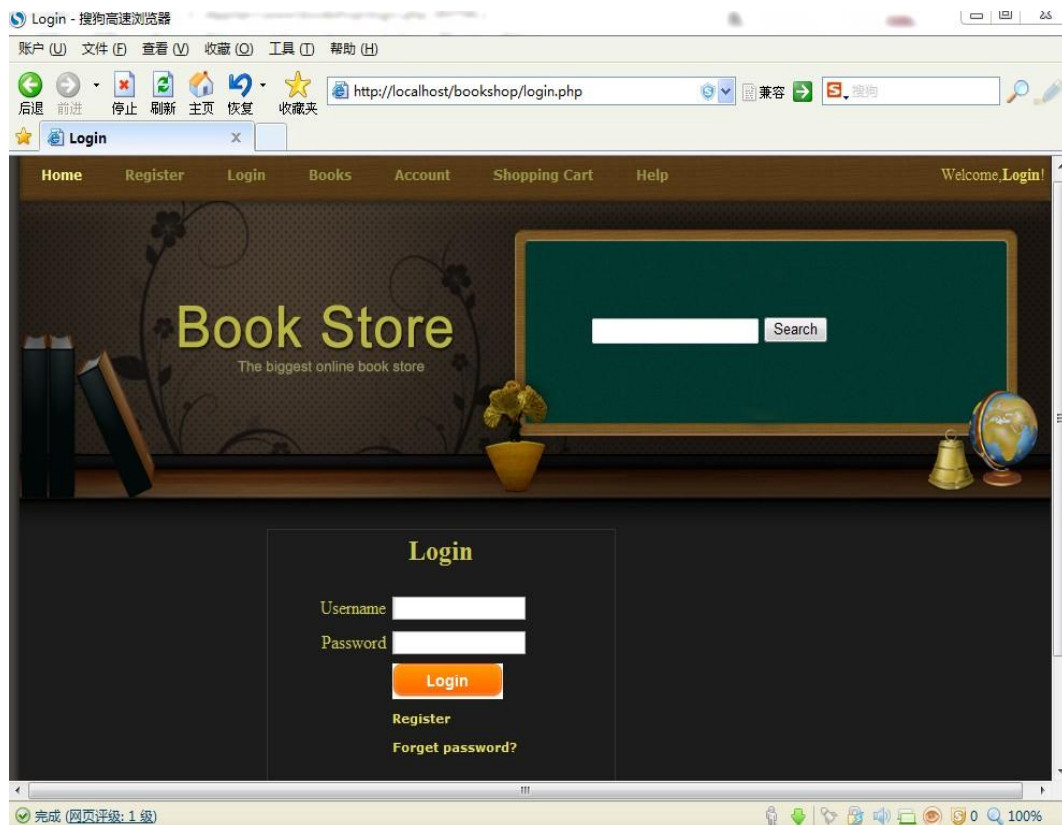 Login - 搜狗高速浏览器
账户(U) 文件(F) 查看(V) 收藏(O) 工具(T) 帮助(H)
后退 前进 停止 刷新 主页 恢复 收藏夹 http://localhost/bookshop/login.php 兼容 搜狗
Login x
Home Register Login Books Account Shopping Cart Help Welcome,Login!
Book Store
The biggest online book store
Search
Login
Username
Password
Login
Register
Forget password?
完成 (网页评级: 1 级) 0 100%